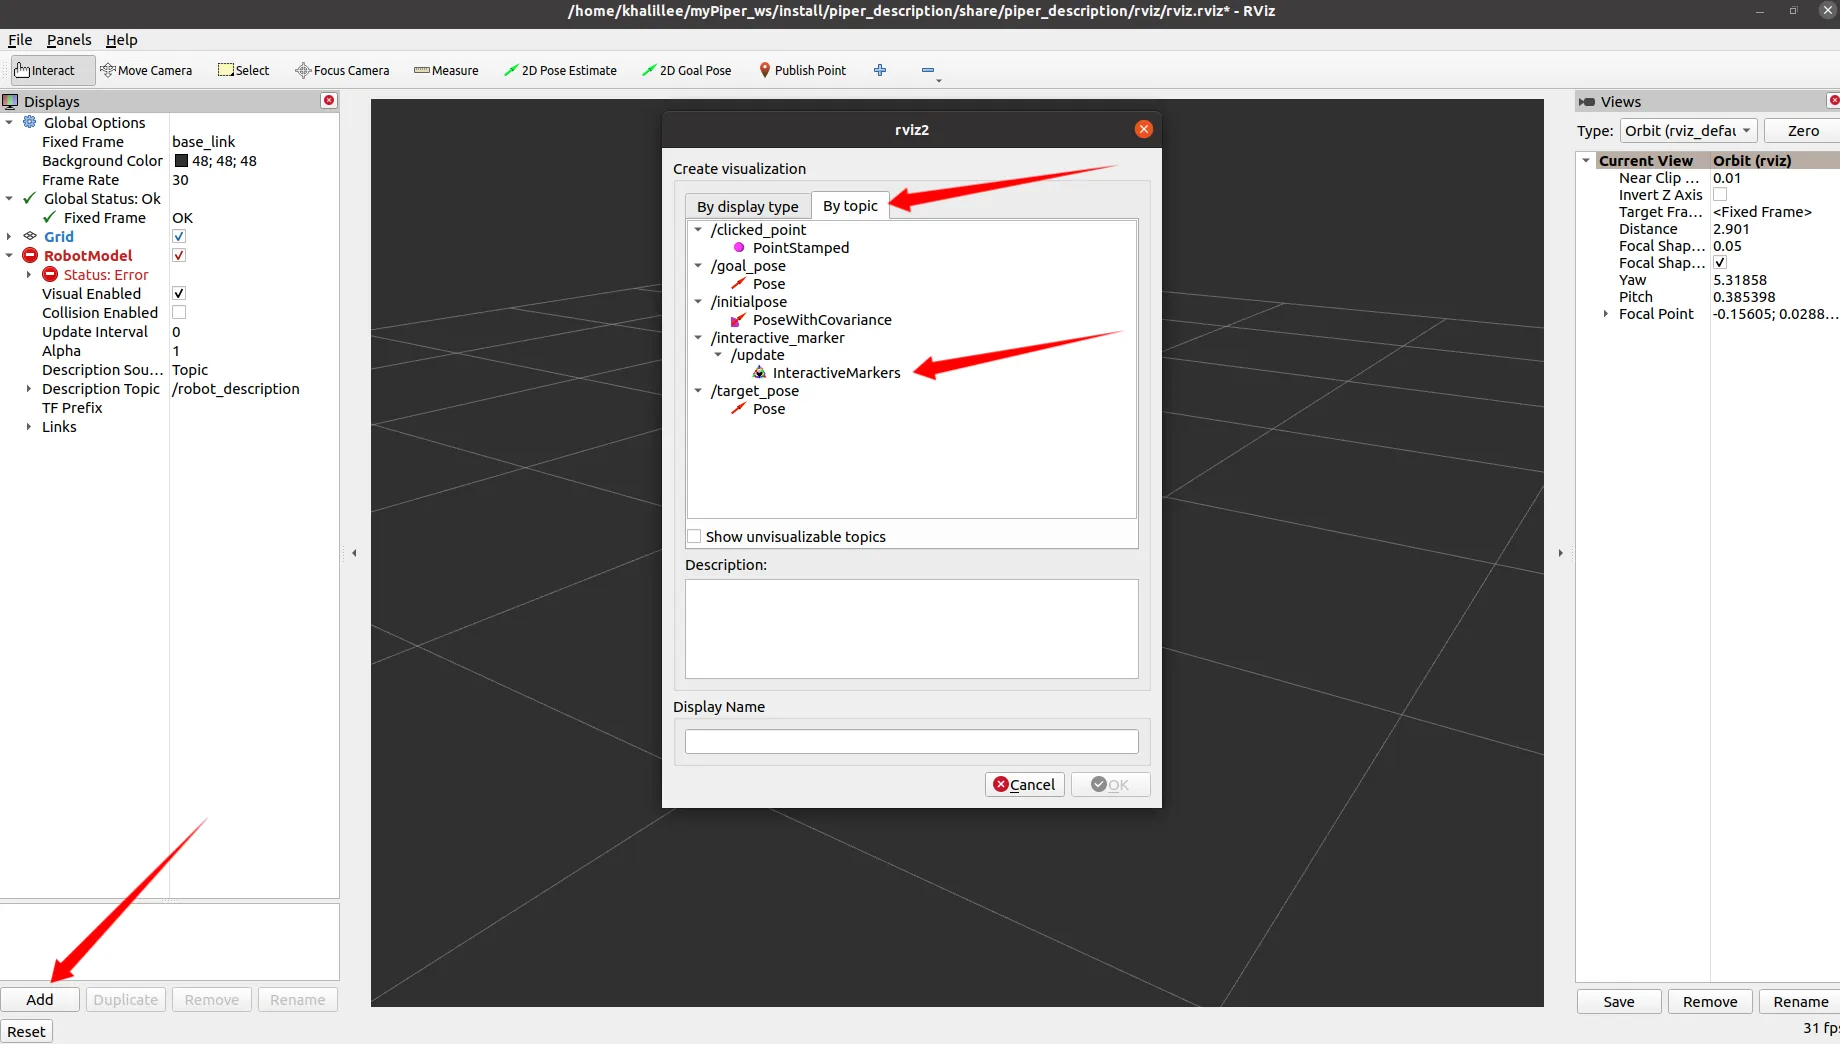 /home/khalillee/myPiper_ws/install/piper_description/share/piper_description/rviz/rviz.rviz* - RViz
File Panels Help
Interact Move Camera Select Focus Camera Measure 2D Pose Estimate 2D Goal Pose Publish Point
Displays
Global Options
Fixed Frame base_link
Background Color 48; 48; 48
Frame Rate 30
Global Status: Ok
Fixed Frame OK
Grid
RobotModel
Status: Error
Visual Enabled
Collision Enabled
Update Interval 0
Alpha 1
Description Sou... Topic
Description Topic /robot_description
TF Prefix
Links
Add Duplicate Remove Rename
Reset
rviz2
Create visualization
By display type By topic
/clicked_point
PointStamped
/goal_pose
Pose
/initialpose
PoseWithCovariance
/interactive_marker
/update
InteractiveMarkers
/target_pose
Pose
Show unvisualizable topics
Description:
Display Name
Cancel OK
Views
Type: Orbit (rviz_defau Zero
Current View Orbit (rviz)
Near Clip ... 0.01
Invert Z Axis
Target Fra... <Fixed Frame>
Distance 2.901
Focal Shap... 0.05
Focal Shap...
Yaw 5.31858
Pitch 0.385398
Focal Point -0.15605; 0.0288...
Save Remove Rename
31 fps